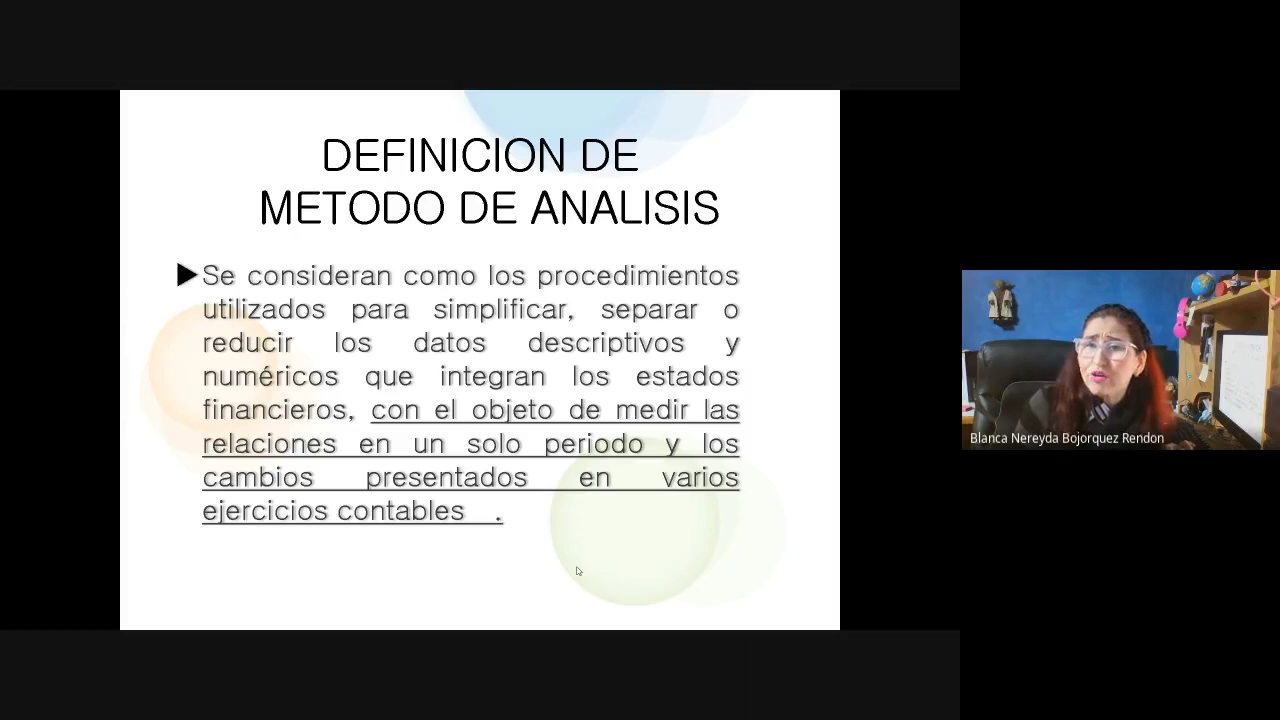 DEFINICION DE
METODO DE ANALISIS
Se consideran como los procedimientos
utilizados para simplificar, separar o
reducir los datos descriptivos y
numéricos que integran los estados
financieros, con el objeto de medir las
relaciones en un solo periodo y los
cambios presentados en varios
ejercicios contables .
Blanca Nereyda Bojorquez Rendon